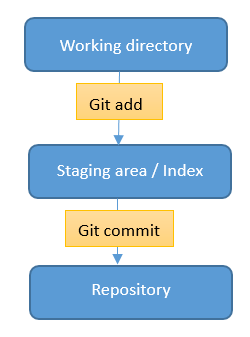 Working directory
Git add
Staging area / Index
Git commit
Repository